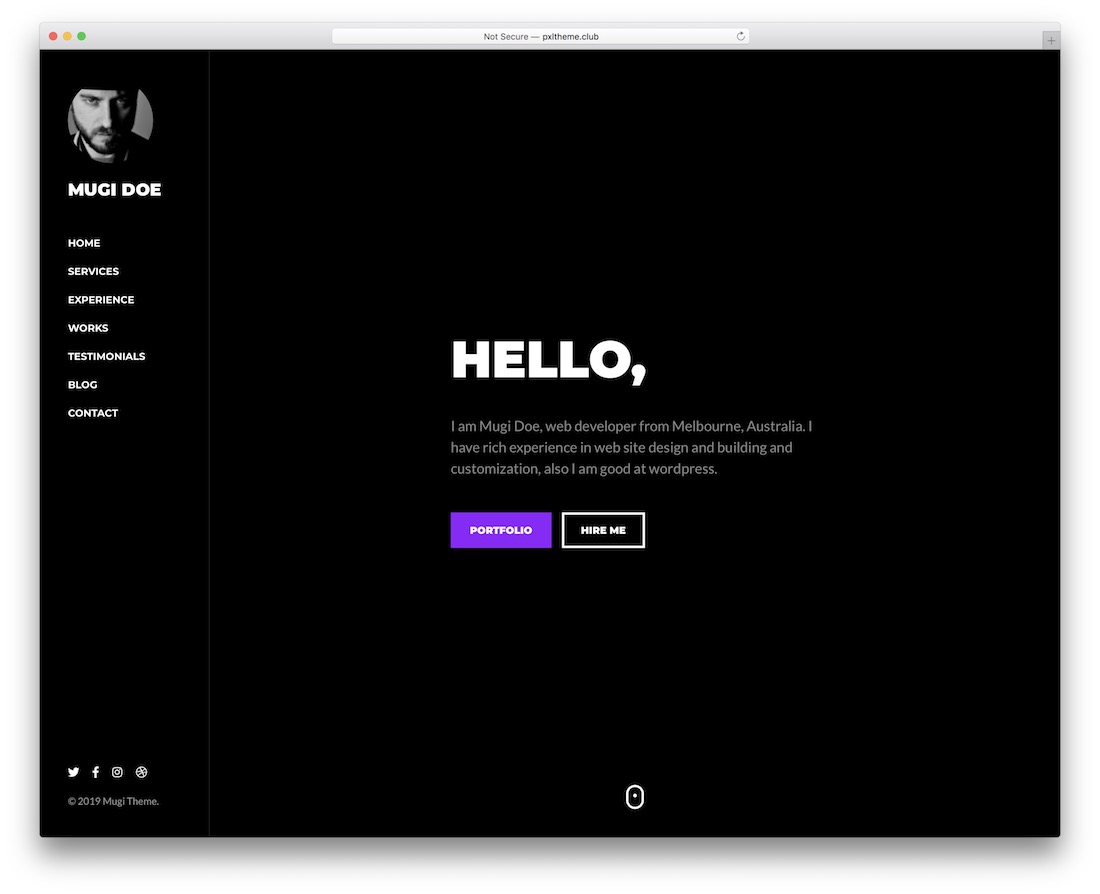 Not Secure — pxltheme.club
MUGI DOE
HOME
SERVICES
EXPERIENCE
WORKS
TESTIMONIALS
BLOG
CONTACT
HELLO,
I am Mugi Doe, web developer from Melbourne, Australia. I
have rich experience in web site design and building and
customization, also I am good at wordpress.
PORTFOLIO
HIRE ME
© 2019 Mugi Theme.